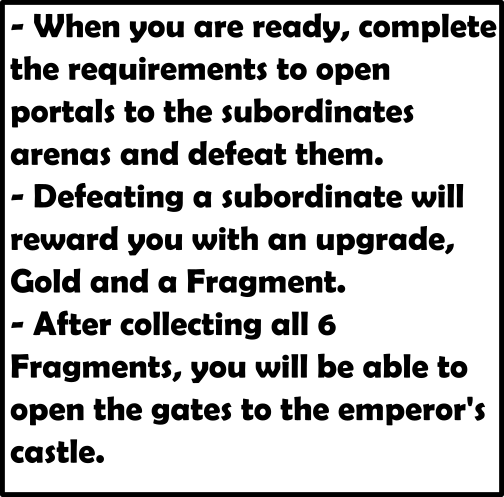 - When you are ready, complete
the requirements to open
portals to the subordinates
arenas and defeat them.
- Defeating a subordinate will
reward you with an upgrade,
Gold and a Fragment.
- After collecting all 6
Fragments, you will be able to
open the gates to the emperor's
castle.